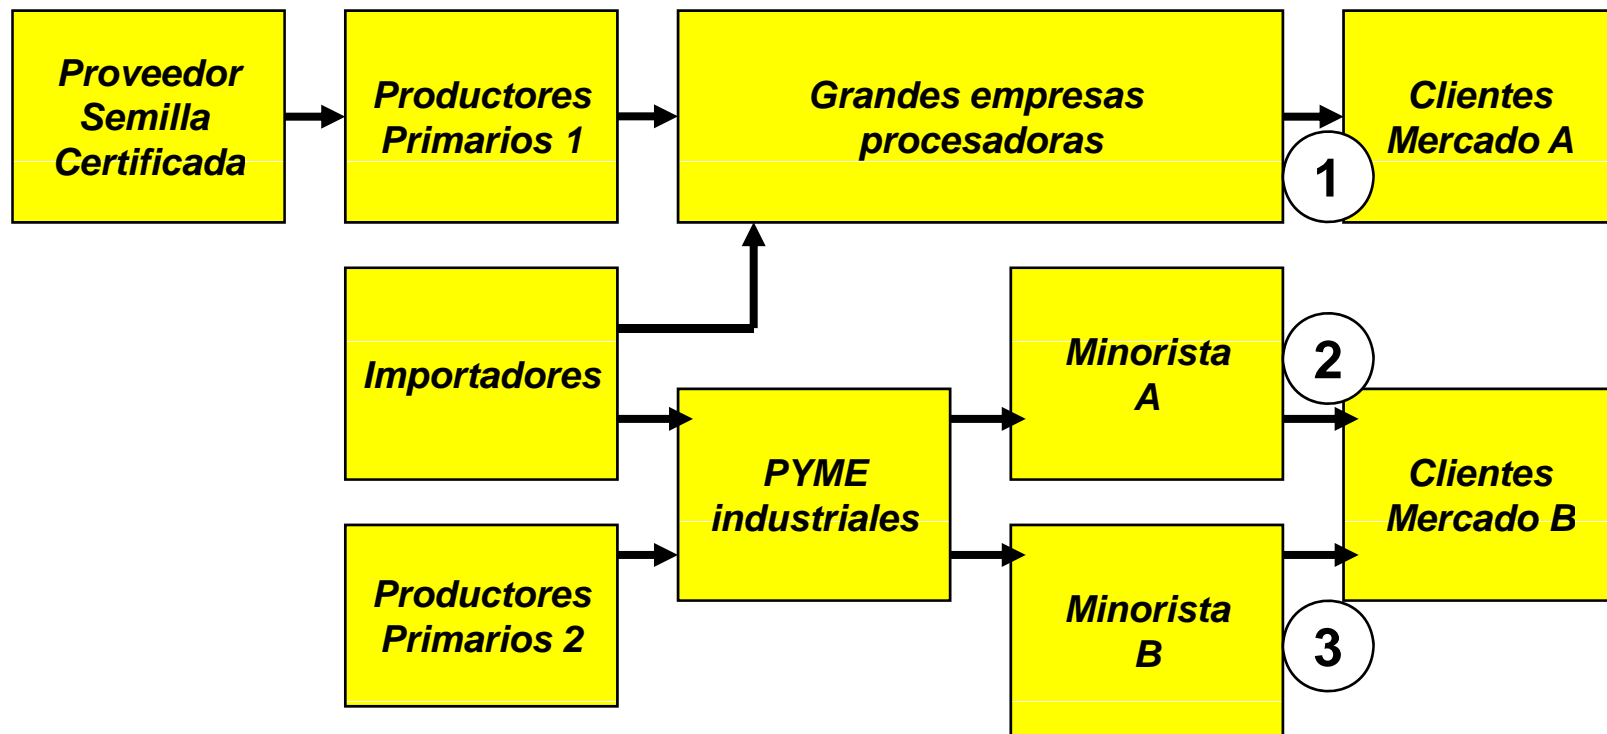 Proveedor
Semilla
Certificada
Productores
Primarios 1
Grandes empresas
procesadoras
Clientes
Mercado A
1
Importadores
Minorista
A
2
PYME
industriales
Clientes
Mercado B
Productores
Primarios 2
Minorista
B
3